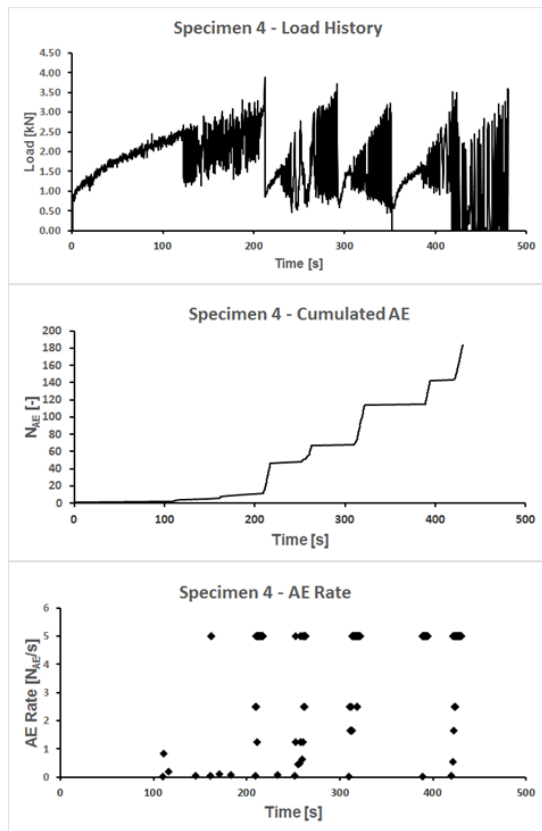 Specimen 4 - Load History
4.50
4.00
3.50
3.00
2.50
2.00
1.50
1.00
0.50
0.00
Load [kN]
0 100 200 300 400 500
Time [s]
Specimen 4 - Cumulated AE
200
180
160
140
120
100
80
60
40
20
0
NAE [-]
0 100 200 300 400 500
Time [s]
Specimen 4 - AE Rate
6
5
4
3
2
1
0
AE Rate [NAE/s]
0 100 200 300 400 500
Time [s]